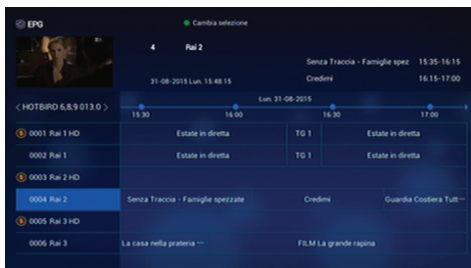 EPG
Cambia selezione
4 Rai 2
Senza Traccia - Famiglie spez 15:35-16:15
31-08-2015 Lun. 15:48:15 Credimi 16:15-17:00
< HOTBIRD 6,8,9 013.0 > Lun. 31-08-2015
15:30 16:00 16:30 17:00
$ 0001 Rai 1 HD Estate in diretta TG 1 Estate in diretta
0002 Rai 1 Estate in diretta TG 1 Estate in diretta
$ 0003 Rai 2 HD
0004 Rai 2 Senza Traccia - Famiglie spezzate Credimi Guardia Costiera Tutt···
$ 0005 Rai 3 HD
0006 Rai 3 La casa nella prateria ··· FILM La grande rapina